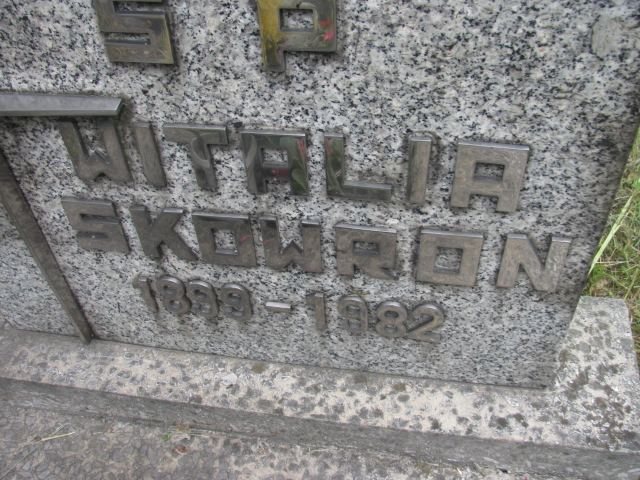 S P
WITALIA
SKOWRON
1899-1982